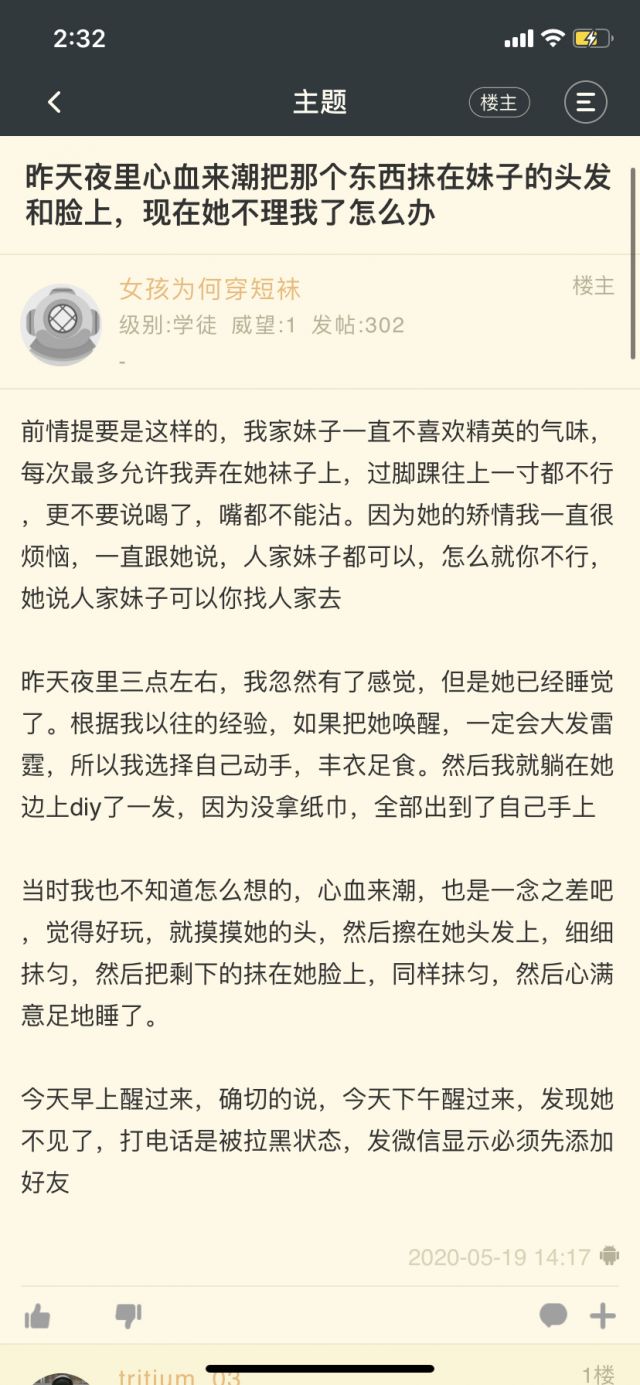 2:32
主题
楼主
昨天夜里心血来潮把那个东西抹在妹子的头发
和脸上，现在她不理我了怎么办
女孩为何穿短袜
楼主
级别:学徒 威望:1 发帖:302
-
前情提要是这样的，我家妹子一直不喜欢精英的气味，
每次最多允许我弄在她袜子上，过脚踝往上一寸都不行
，更不要说喝了，嘴都不能沾。因为她的矫情我一直很
烦恼，一直跟她说，人家妹子都可以，怎么就你不行，
她说人家妹子可以你找人家去
昨天夜里三点左右，我忽然有了感觉，但是她已经睡觉
了。根据我以往的经验，如果把她唤醒，一定会大发雷
霆，所以我选择自己动手，丰衣足食。然后我就躺在她
边上diy了一发，因为没拿纸巾，全部出到了自己手上
当时我也不知道怎么想的，心血来潮，也是一念之差吧
，觉得好玩，就摸摸她的头，然后擦在她头发上，细细
抹匀，然后把剩下的抹在她脸上，同样抹匀，然后心满
意足地睡了。
今天早上醒过来，确切的说，今天下午醒过来，发现她
不见了，打电话是被拉黑状态，发微信显示必须先添加
好友
2020-05-19 14:17
tritium_03
1楼